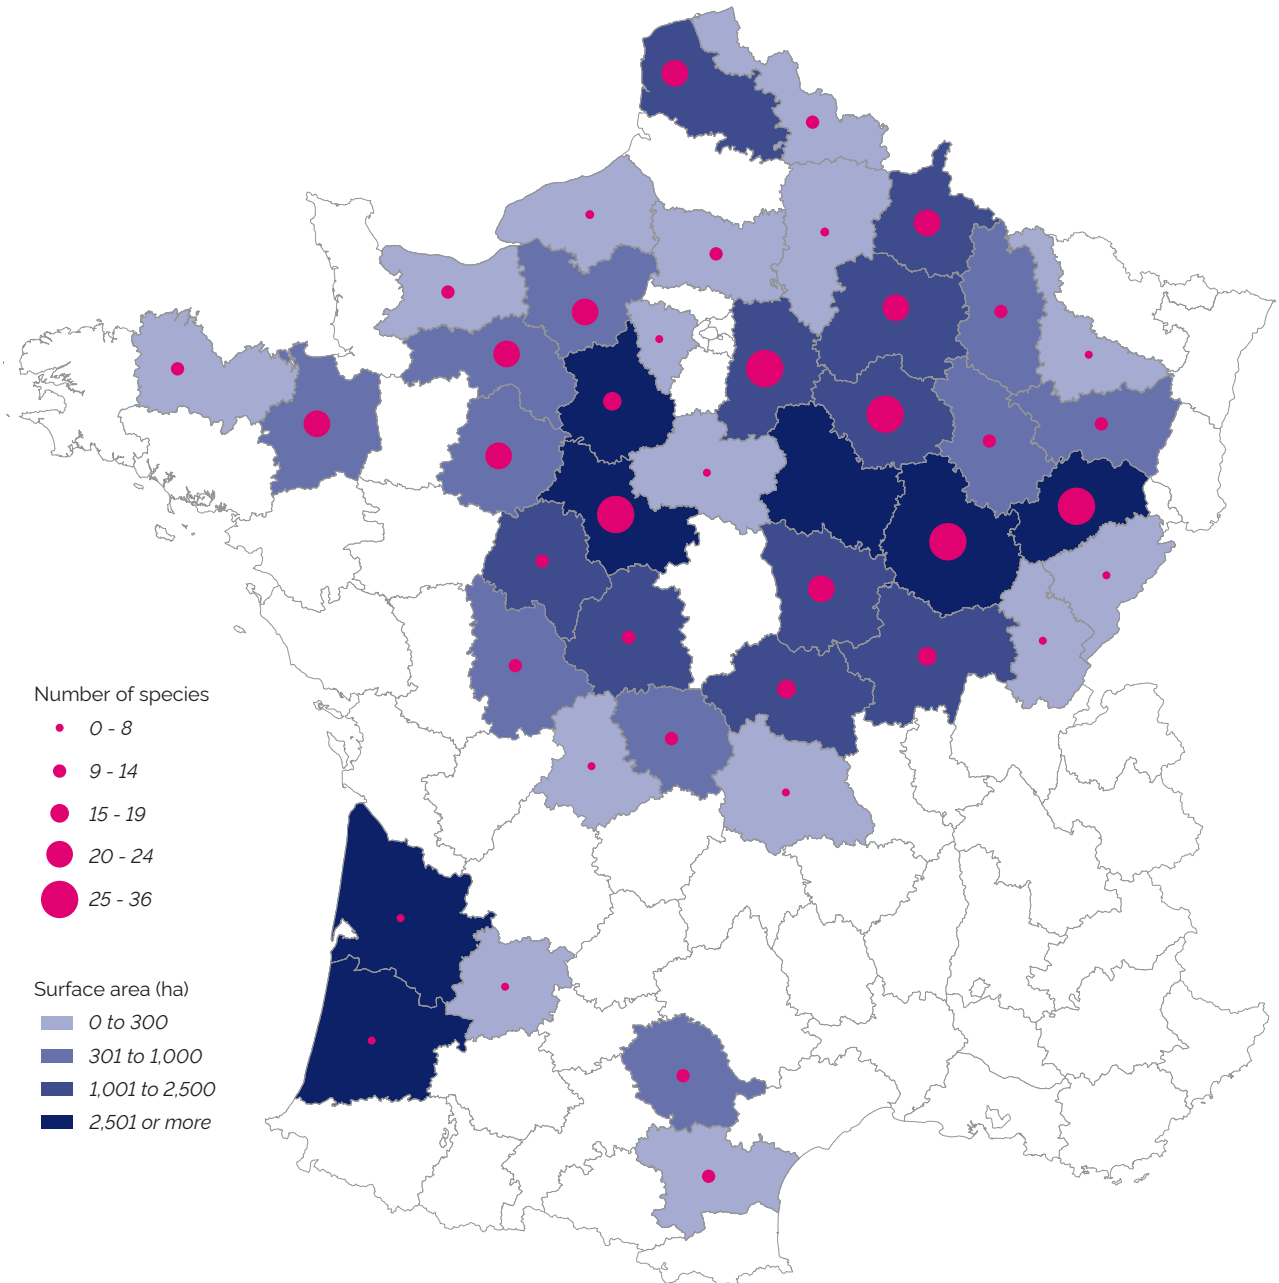 Number of species
0 - 8
9 - 14
15 - 19
20 - 24
25 - 36
Surface area (ha)
0 to 300
301 to 1,000
1,001 to 2,500
2,501 or more